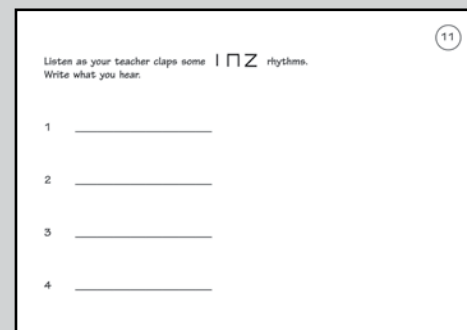 11
Listen as your teacher claps some I ⊓ Z rhythms.
Write what you hear.
1
2
3
4